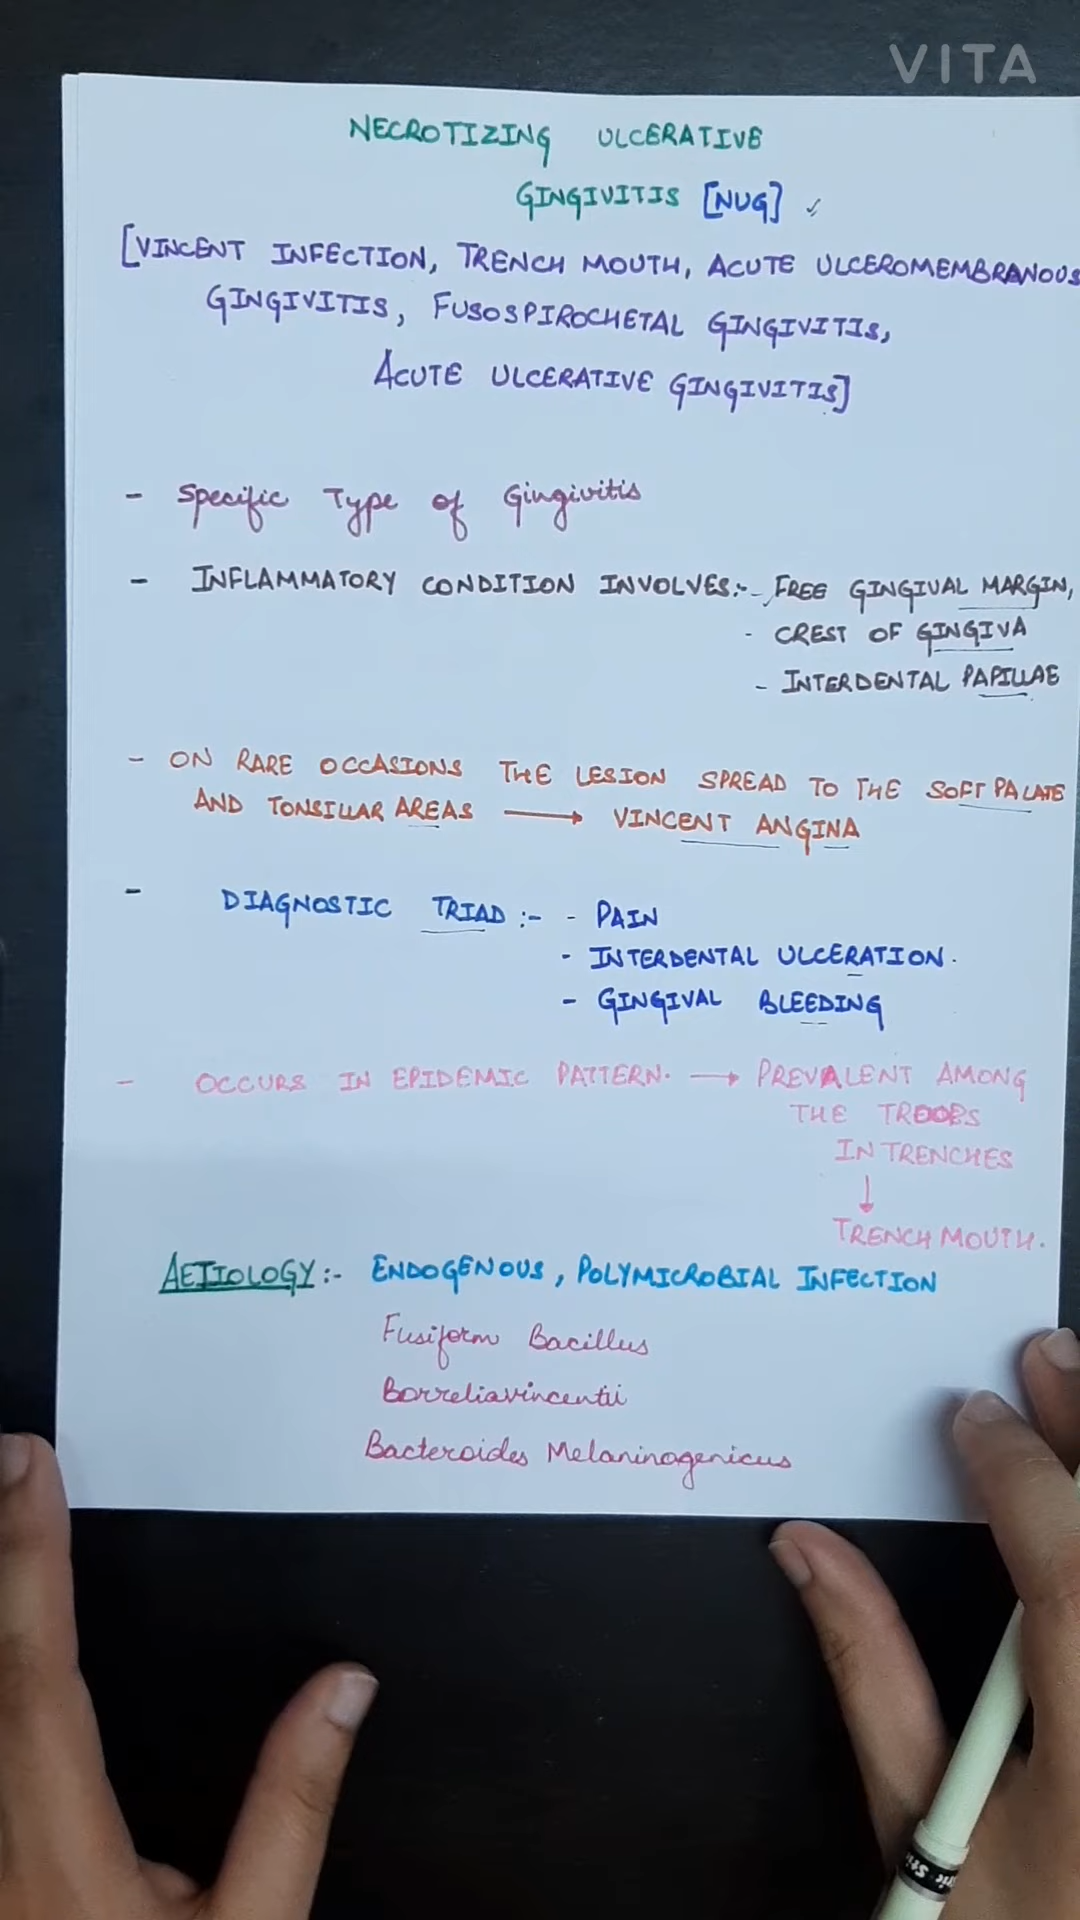 VITA
NECROTIZING ULCERATIVE
GINGIVITIS [NUG] ✓
[VINCENT INFECTION, TRENCH MOUTH, ACUTE ULCEROMEMBRANOUS
GINGIVITIS, FUSOSPIROCHETAL GINGIVITIS,
ACUTE ULCERATIVE GINGIVITIS]
- Specific Type of Gingivitis
- INFLAMMATORY CONDITION INVOLVES:- - FREE GINGIVAL MARGIN,
- CREST OF GINGIVA
- INTERDENTAL PAPILLAE
- ON RARE OCCASIONS THE LESION SPREAD TO THE SOFT PALATE
AND TONSILLAR AREAS → VINCENT ANGINA
- DIAGNOSTIC TRIAD :- - PAIN
- INTERDENTAL ULCERATION.
- GINGIVAL BLEEDING
- OCCURS IN EPIDEMIC PATTERN. → PREVALENT AMONG
THE TROOPS
IN TRENCHES
↓
TRENCH MOUTH.
AETIOLOGY:- ENDOGENOUS, POLYMICROBIAL INFECTION
Fusiform Bacillus
Borreliavincentii
Bacteroides Melaninogenicus